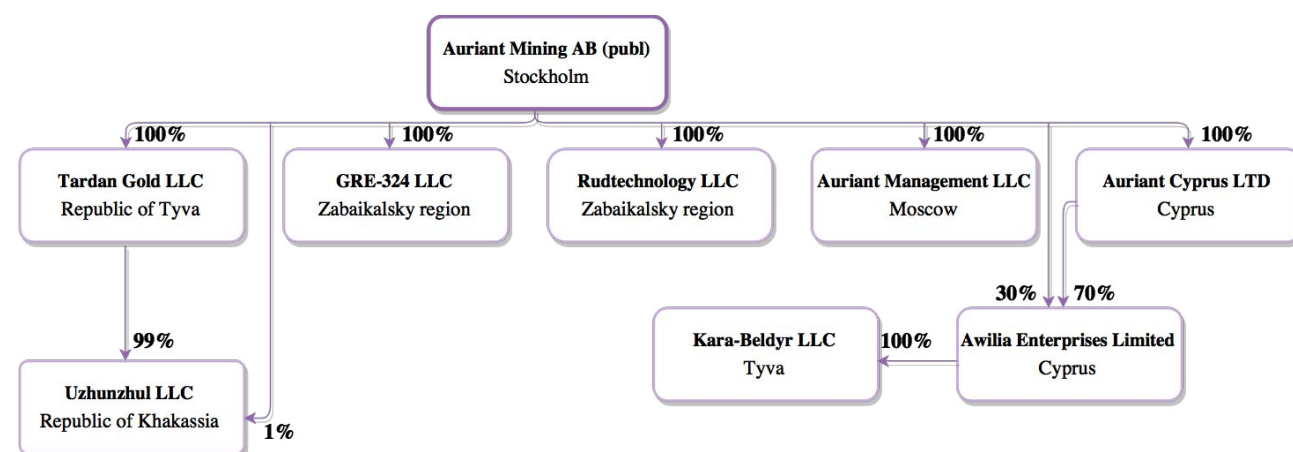 Auriant Mining AB (publ)
Stockholm
100%
100%
100%
100%
100%
Tardan Gold LLC
Republic of Tyva
GRE-324 LLC
Zabaikalsky region
Rudtechnology LLC
Zabaikalsky region
Auriant Management LLC
Moscow
Auriant Cyprus LTD
Cyprus
30%
70%
99%
Kara-Beldyr LLC
Tyva
100%
Awilia Enterprises Limited
Cyprus
Uzhunzhul LLC
Republic of Khakassia
1%